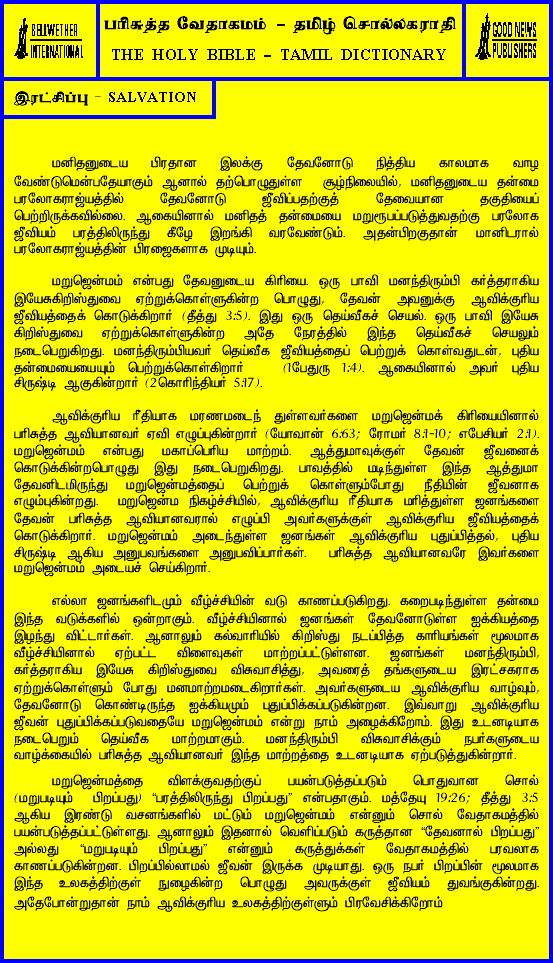 BELLWETHER
INTERNATIONAL
பரிசுத்த வேதாகமம் - தமிழ் சொல்லகராதி
THE HOLY BIBLE - TAMIL DICTIONARY
GOOD NEWS
PUBLISHERS
இரட்சிப்பு - SALVATION
மனிதனுடைய பிரதான இலக்கு தேவனோடு நித்திய காலமாக வாழ
வேண்டுமென்பதேயாகும் ஆனால் தற்பொழுதுள்ள சூழ்நிலையில், மனிதனுடைய தன்மை
பரலோகராஜ்யத்தில் தேவனோடு ஜீவிப்பதற்குத் தேவையான தகுதியைப்
பெற்றிருக்கவில்லை. ஆகையினால் மனிதத் தன்மையை மறுரூபப்படுத்துவதற்கு பரலோக
ஜீவியம் பரத்திலிருந்து கீழே இறங்கி வரவேண்டும். அதன்பிறகுதான் மானிடரால்
பரலோகராஜ்யத்தின் பிரஜைகளாக முடியும்.
மறுஜென்மம் என்பது தேவனுடைய கிரியை. ஒரு பாவி மனந்திரும்பி கர்த்தராகிய
இயேசுகிறிஸ்துவை ஏற்றுக்கொள்ளுகின்ற பொழுது, தேவன் அவனுக்கு ஆவிக்குரிய
ஜீவியத்தைக் கொடுக்கிறார் (தீத்து 3:5). இது ஒரு தெய்வீகச் செயல். ஒரு பாவி இயேசு
கிறிஸ்துவை ஏற்றுக்கொள்ளுகின்ற அதே நேரத்தில் இந்த தெய்வீகச் செயலும்
நடைபெறுகிறது. மனந்திரும்பியவர் தெய்வீக ஜீவியத்தைப் பெற்றுக் கொள்வதுடன், புதிய
தன்மையையையும் பெற்றுக்கொள்கிறார் (1பேதுரு 1:4). ஆகையினால் அவர் புதிய
சிருஷ்டி ஆகுகின்றார் (2கொரிந்தியர் 5:17).
ஆவிக்குரிய ரீதியாக மரணமடைந் துள்ளவர்களை மறுஜென்மக் கிரியையினால்
பரிசுத்த ஆவியானவர் ஏவி எழுப்புகின்றார் (யோவான் 6:63; ரோமர் 8:1-10; எபேசியர் 2:1).
மறுஜென்மம் என்பது மகாப்பெரிய மாற்றம். ஆத்துமாவுக்குள் தேவன் ஜீவனைக்
கொடுக்கின்றபொழுது இது நடைபெறுகிறது. பாவத்தில் மடிந்துள்ள இந்த ஆத்துமா
தேவனிடமிருந்து மறுஜென்மத்தைப் பெற்றுக் கொள்ளும்போது நீதியின் ஜீவனாக
எழும்புகின்றது. மறுஜென்ம நிகழ்ச்சியில், ஆவிக்குரிய ரீதியாக மரித்துள்ள ஜனங்களை
தேவன் பரிசுத்த ஆவியானவரால் எழுப்பி அவர்களுக்குள் ஆவிக்குரிய ஜீவியத்தைக்
கொடுக்கிறார். மறுஜென்மம் அடைந்துள்ள ஜனங்கள் ஆவிக்குரிய புதுப்பித்தல், புதிய
சிருஷ்டி ஆகிய அனுபவங்களை அனுபவிப்பார்கள். பரிசுத்த ஆவியானவரே இவர்களை
மறுஜென்மம் அடையச் செய்கிறார்.
எல்லா ஜனங்களிடமும் வீழ்ச்சியின் வடு காணப்படுகிறது. கறைபடிந்துள்ள தன்மை
இந்த வடுக்களில் ஒன்றாகும். வீழ்ச்சியினால் ஜனங்கள் தேவனோடுள்ள ஐக்கியத்தை
இழந்து விட்டார்கள். ஆனாலும் கல்வாரியில் கிறிஸ்து நடப்பித்த காரியங்கள் மூலமாக
வீழ்ச்சியினால் ஏற்பட்ட விளைவுகள் மாற்றப்பட்டுள்ளன. ஜனங்கள் மனந்திரும்பி,
கர்த்தராகிய இயேசு கிறிஸ்துவை விசுவாசித்து, அவரைத் தங்களுடைய இரட்சகராக
ஏற்றுக்கொள்ளும் போது மனமாற்றமடைகிறார்கள். அவர்களுடைய ஆவிக்குரிய வாழ்வும்,
தேவனோடு கொண்டிருந்த ஐக்கியமும் புதுப்பிக்கப்படுகின்றன. இவ்வாறு ஆவிக்குரிய
ஜீவன் புதுப்பிக்கப்படுவதையே மறுஜென்மம் என்று நாம் அழைக்கிறோம். இது உடனடியாக
நடைபெறும் தெய்வீக மாற்றமாகும். மனந்திரும்பி விசுவாசிக்கும் நபர்களுடைய
வாழ்க்கையில் பரிசுத்த ஆவியானவர் இந்த மாற்றத்தை உடனடியாக ஏற்படுத்துகின்றார்.
மறுஜென்மத்தை விளக்குவதற்குப் பயன்படுத்தப்படும் பொதுவான சொல்
(மறுபடியும் பிறப்பது) "பரத்திலிருந்து பிறப்பது" என்பதாகும். மத்தேயு 19:26; தீத்து 3:5
ஆகிய இரண்டு வசனங்களில் மட்டும் மறுஜென்மம் என்னும் சொல் வேதாகமத்தில்
பயன்படுத்தப்பட்டுள்ளது. ஆனாலும் இதனால் வெளிப்படும் கருத்தான "தேவனால் பிறப்பது"
அல்லது "மறுபடியும் பிறப்பது" என்னும் கருத்துக்கள் வேதாகமத்தில் பரவலாக
காணப்படுகின்றன. பிறப்பில்லாமல் ஜீவன் இருக்க முடியாது. ஒரு நபர் பிறப்பின் மூலமாக
இந்த உலகத்திற்குள் நுழைகின்ற பொழுது அவருக்குள் ஜீவியம் துவங்குகின்றது.
அதேபோன்றுதான் நாம் ஆவிக்குரிய உலகத்திற்குள்ளும் பிரவேசிக்கிறோம்